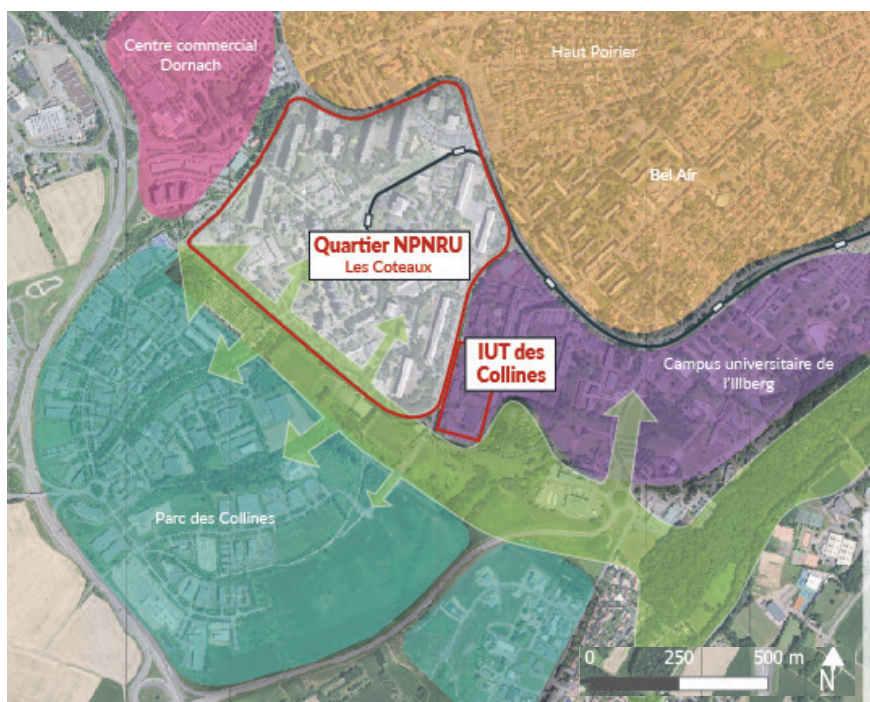 Centre commercial
Dornach
Haut Poirier
Bel Air
Quartier NPNRU
Les Coteaux
IUT des
Collines
Campus universitaire de
l'Illberg
Parc des Collines
0 250 500 m
N